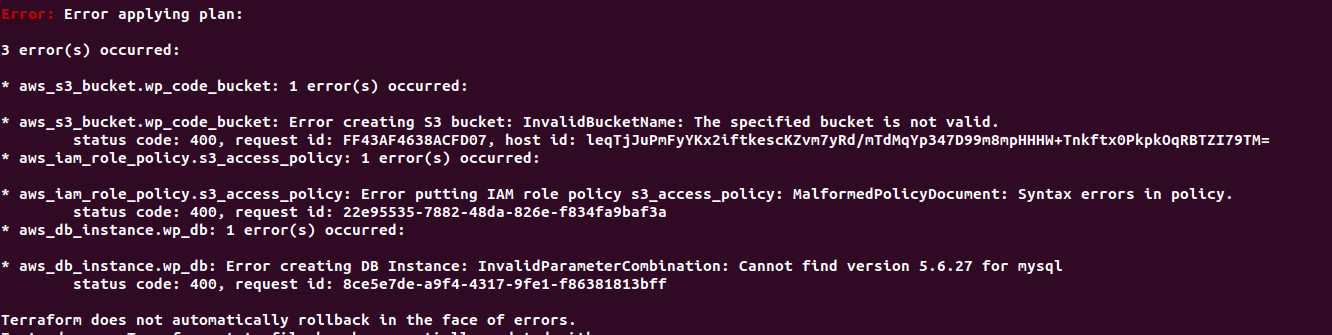 Error: Error applying plan:
3 error(s) occurred:
* aws_s3_bucket.wp_code_bucket: 1 error(s) occurred:
* aws_s3_bucket.wp_code_bucket: Error creating S3 bucket: InvalidBucketName: The specified bucket is not valid.
status code: 400, request id: FF43AF4638ACFD07, host id: leqTjJuPmFyYKx2iftkescKZvm7yRd/mTdMqYp347D99m8mpHHHW+Tnkftx0PkpkOqRBTZI79TM=
* aws_iam_role_policy.s3_access_policy: 1 error(s) occurred:
* aws_iam_role_policy.s3_access_policy: Error putting IAM role policy s3_access_policy: MalformedPolicyDocument: Syntax errors in policy.
status code: 400, request id: 22e95535-7882-48da-826e-f834fa9baf3a
* aws_db_instance.wp_db: 1 error(s) occurred:
* aws_db_instance.wp_db: Error creating DB Instance: InvalidParameterCombination: Cannot find version 5.6.27 for mysql
status code: 400, request id: 8ce5e7de-a9f4-4317-9fe1-f86381813bff
Terraform does not automatically rollback in the face of errors.